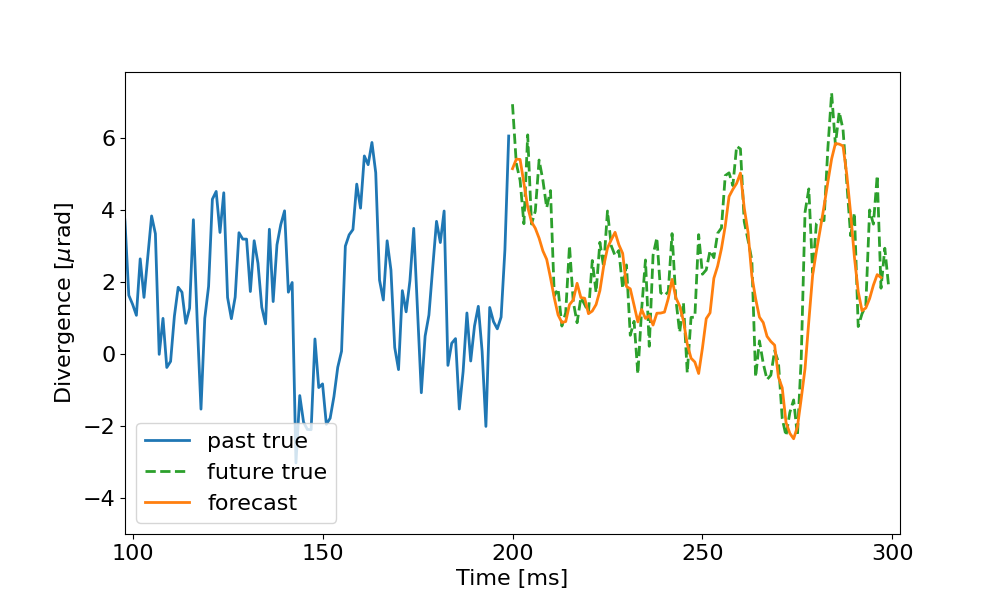 Divergence [μrad]
6
4
2
0
−2
−4
past true
future true
forecast
100
150
200
250
300
Time [ms]